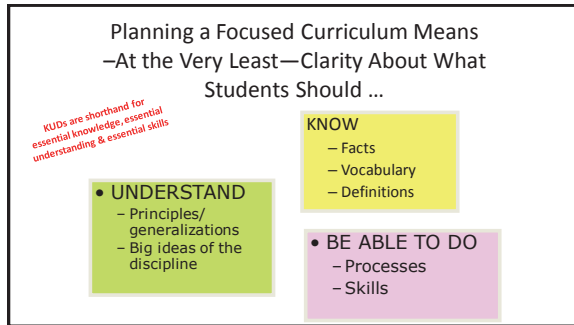 Planning a Focused Curriculum Means
–At the Very Least—Clarity About What
Students Should …
KUDs are shorthand for
essential knowledge, essential
understanding & essential skills
KNOW
– Facts
– Vocabulary
– Definitions
• UNDERSTAND
– Principles/
generalizations
– Big ideas of the
discipline
• BE ABLE TO DO
– Processes
– Skills